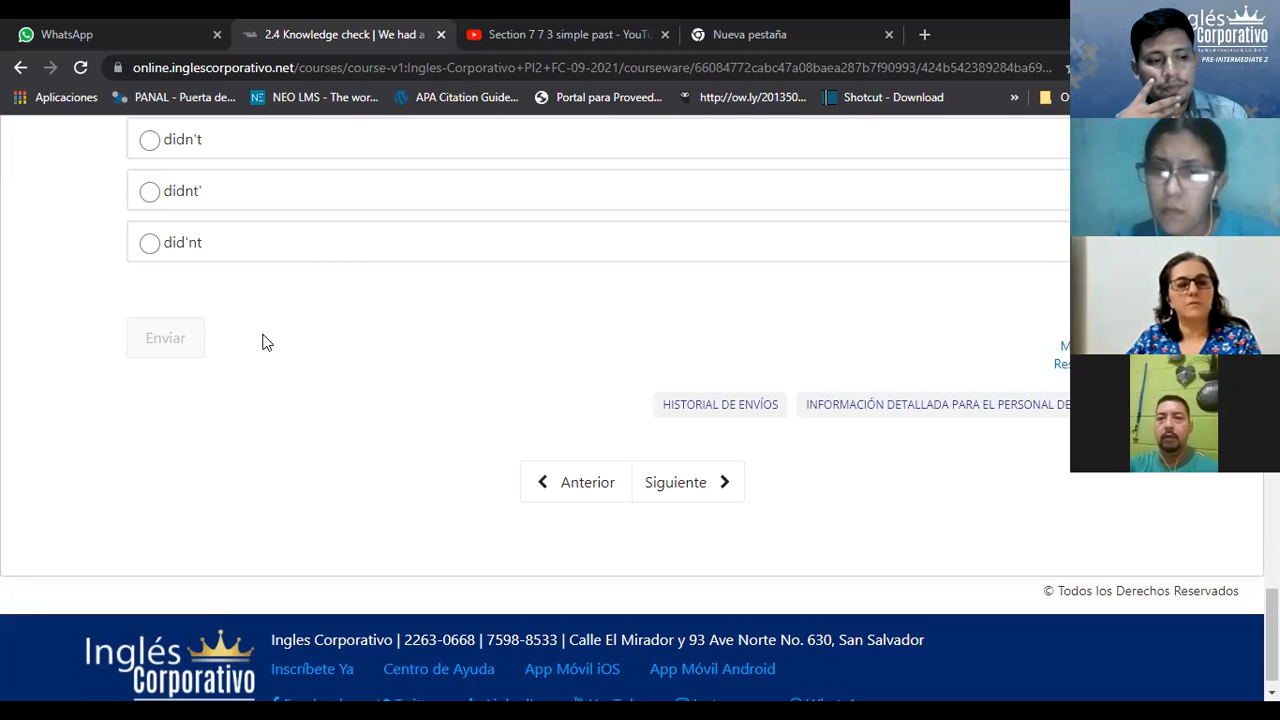 WhatsApp
2.4 Knowledge check | We had a
Section 7 7 3 simple past - YouTu
Nueva pestaña
online.inglescorporativo.net/courses/course-v1:Ingles-Corporativo+PI2-EC-09-2021/courseware/66084772cabc47a08baea287b7f90993/424b542389284ba69...
Aplicaciones
PANAL - Puerta de...
NEO LMS - The wor...
APA Citation Guide...
Portal para Proveed...
http://ow.ly/201350...
Shotcut - Download
»
Inglés
Corporativo
PRE-INTERMEDIATE 2
didn't
didnt'
did'nt
Enviar
HISTORIAL DE ENVÍOS
INFORMACIÓN DETALLADA PARA EL PERSONAL DE
Anterior
Siguiente
© Todos los Derechos Reservados
Inglés
Corporativo
Ingles Corporativo | 2263-0668 | 7598-8533 | Calle El Mirador y 93 Ave Norte No. 630, San Salvador
Inscríbete Ya
Centro de Ayuda
App Móvil iOS
App Móvil Android